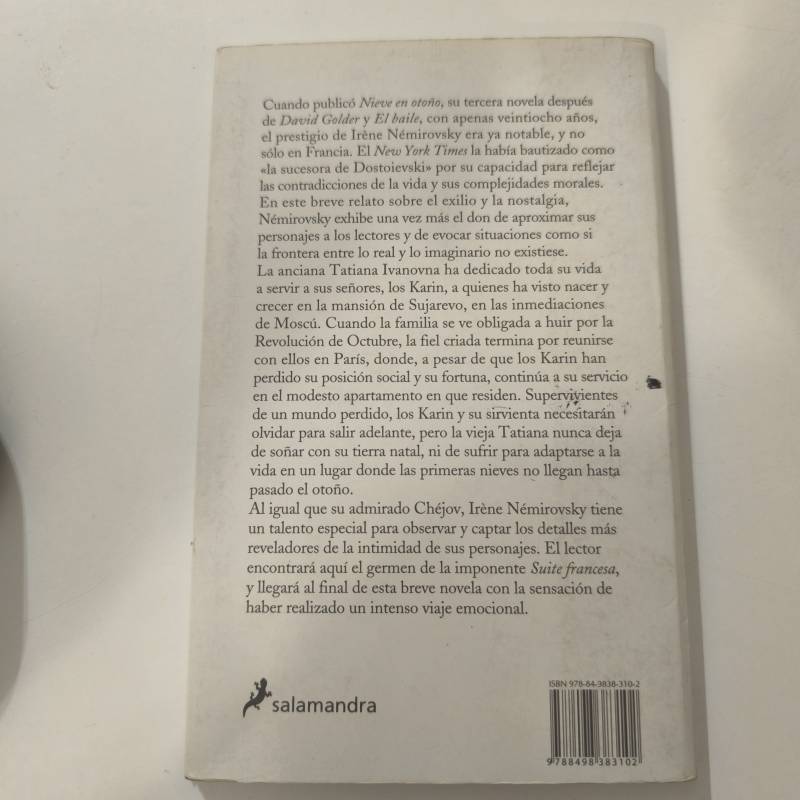 Cuando publicó Nieve en otoño, su tercera novela después
de David Golder y El baile, con apenas veintiocho años,
el prestigio de Irène Némirovsky era ya notable, y no
sólo en Francia. El New York Times la había bautizado como
«la sucesora de Dostoievski» por su capacidad para reflejar
las contradicciones de la vida y sus complejidades morales.
En este breve relato sobre el exilio y la nostalgia,
Némirovsky exhibe una vez más el don de aproximar sus
personajes a los lectores y de evocar situaciones como si
la frontera entre lo real y lo imaginario no existiese.
La anciana Tatiana Ivanovna ha dedicado toda su vida
a servir a sus señores, los Karin, a quienes ha visto nacer y
crecer en la mansión de Sujarevo, en las inmediaciones
de Moscú. Cuando la familia se ve obligada a huir por la
Revolución de Octubre, la fiel criada termina por reunirse
con ellos en París, donde, a pesar de que los Karin han
perdido su posición social y su fortuna, continúa a su servicio
en el modesto apartamento en que residen. Supervivientes
de un mundo perdido, los Karin y su sirvienta necesitarán
olvidar para salir adelante, pero la vieja Tatiana nunca deja
de soñar con su tierra natal, ni de sufrir para adaptarse a la
vida en un lugar donde las primeras nieves no llegan hasta
pasado el otoño.
Al igual que su admirado Chéjov, Irène Némirovsky tiene
un talento especial para observar y captar los detalles más
reveladores de la intimidad de sus personajes. El lector
encontrará aquí el germen de la imponente Suite francesa,
y llegará al final de esta breve novela con la sensación de
haber realizado un intenso viaje emocional.
salamandra
ISBN 978-84-9838-310-2
9 788498 383102